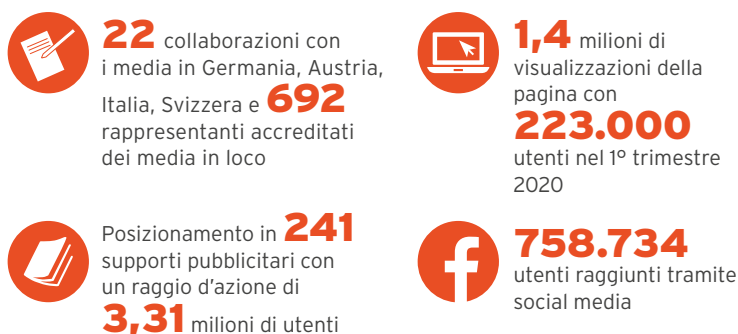 22 collaborazioni con
i media in Germania, Austria,
Italia, Svizzera e 692
rappresentanti accreditati
dei media in loco
1,4 milioni di
visualizzazioni della
pagina con
223.000
utenti nel 1° trimestre
2020
Posizionamento in 241
supporti pubblicitari con
un raggio d'azione di
3,31 milioni di utenti
758.734
utenti raggiunti tramite
social media